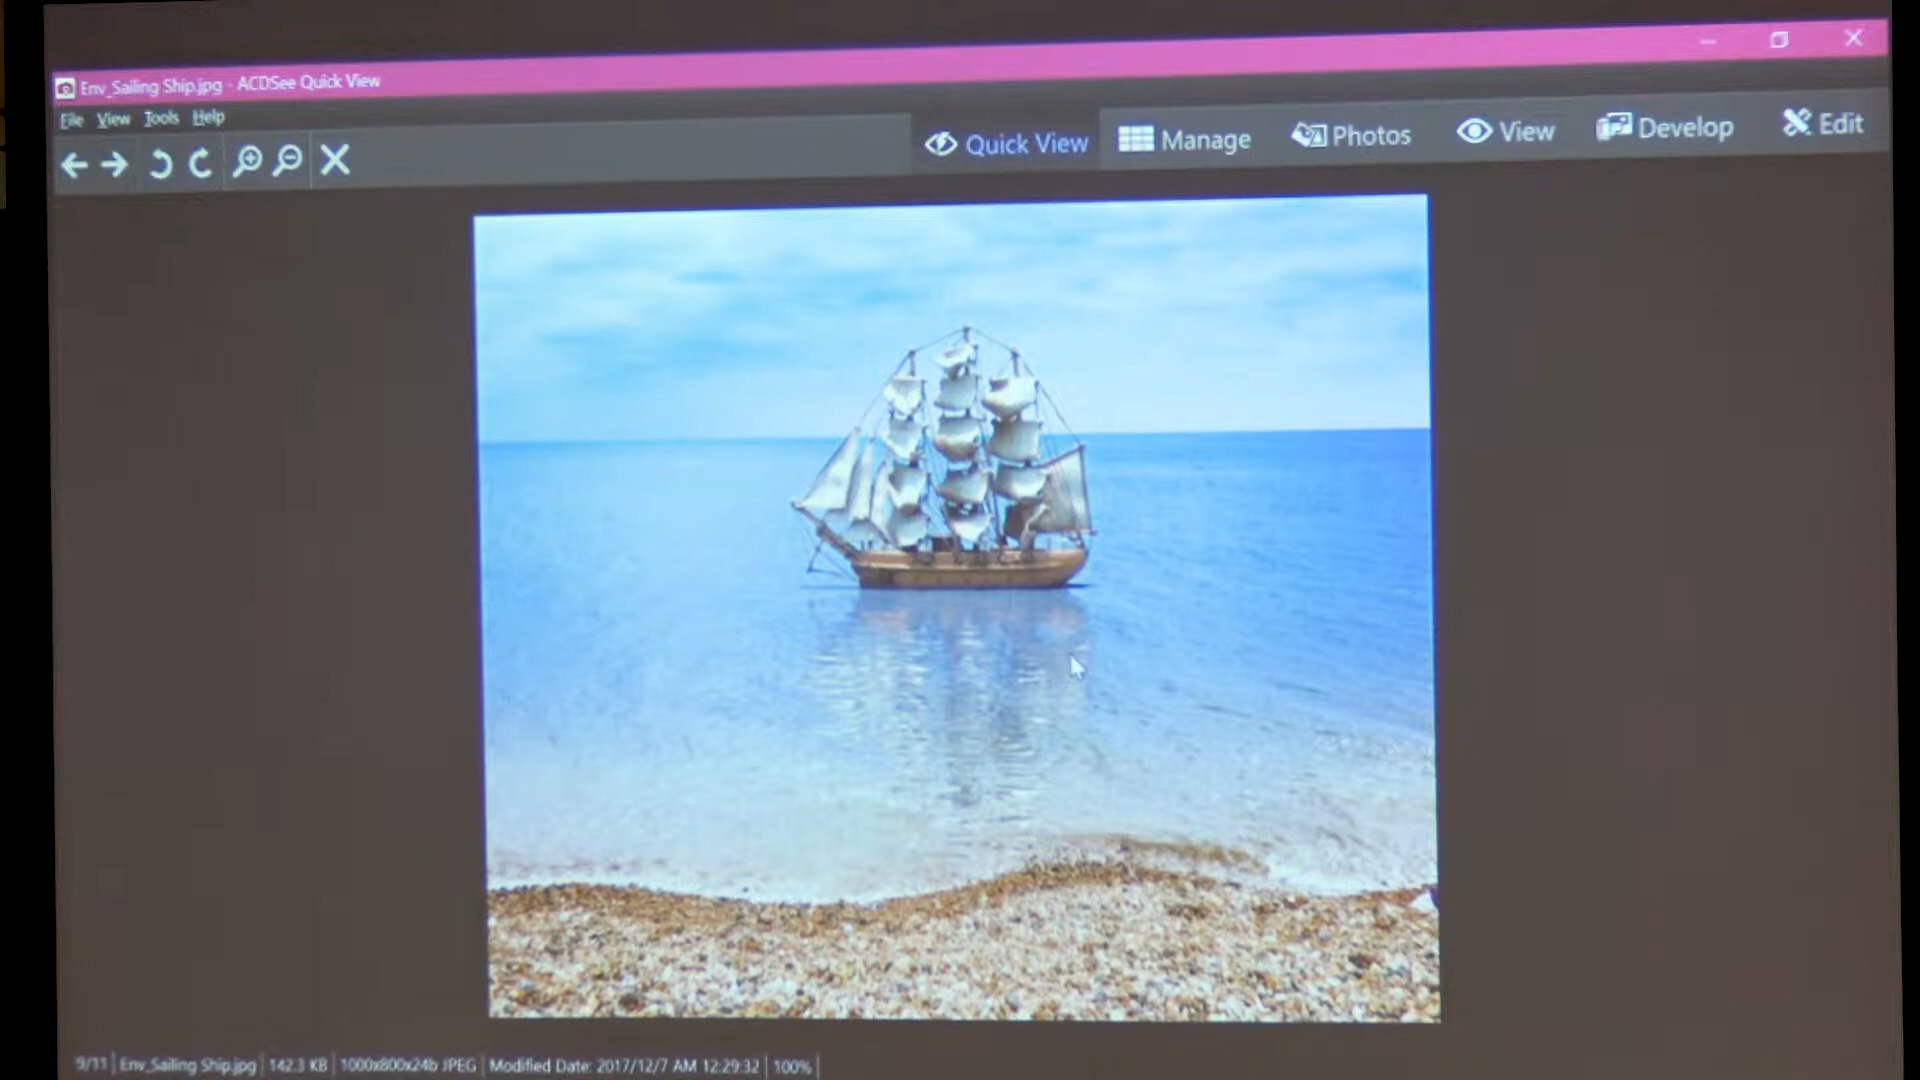 Env_Sailing Ship.jpg - ACDSee Quick View
File View Tools Help
Quick View Manage Photos View Develop Edit
9/11 Env_Sailing Ship.jpg 142.3 KB 1000x800x24b JPEG Modified Date: 2017/12/7 AM 12:29:32 100%